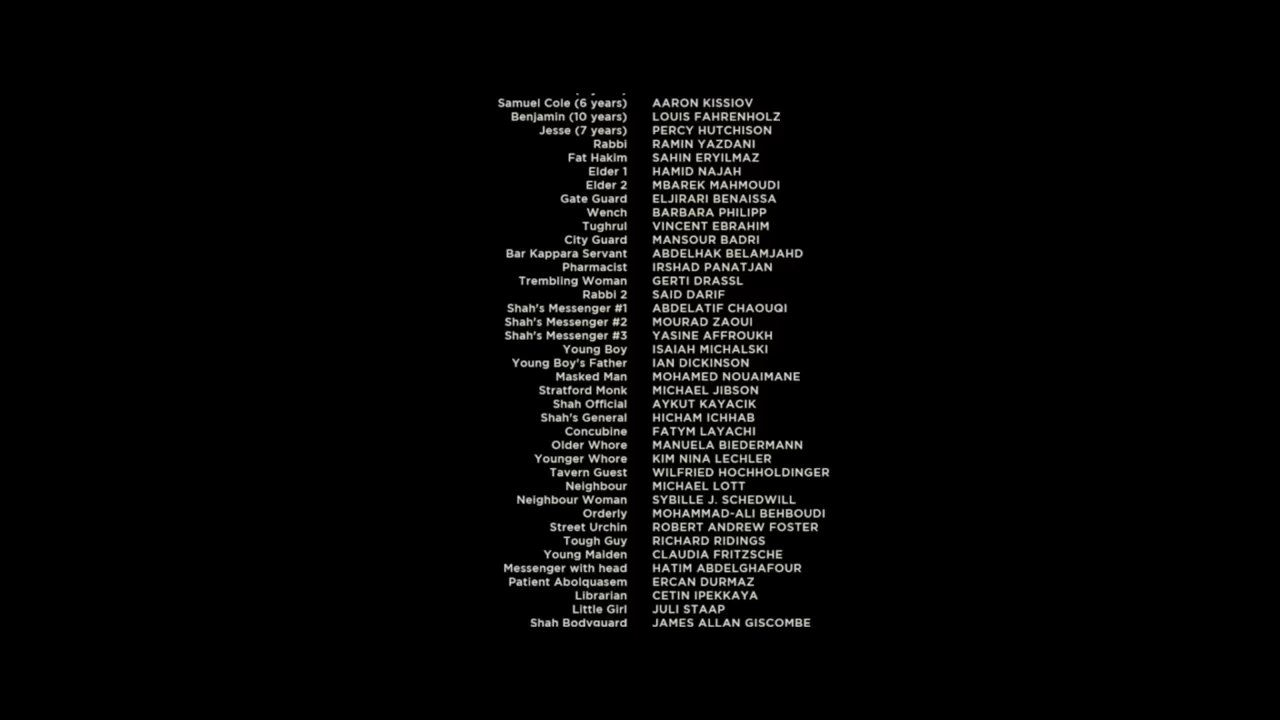 Samuel Cole (6 years) AARON KISSIOV
Benjamin (10 years) LOUIS FAHRENHOLZ
Jesse (7 years) PERCY HUTCHISON
Rabbi RAMIN YAZDANI
Fat Hakim SAHIN ERYILMAZ
Elder 1 HAMID NAJAH
Elder 2 MBAREK MAHMOUDI
Gate Guard ELJIRARI BENAISSA
Wench BARBARA PHILIPP
Tughrul VINCENT EBRAHIM
City Guard MANSOUR BADRI
Bar Kappara Servant ABDELHAK BELAMJAHD
Pharmacist IRSHAD PANATJAN
Trembling Woman GERTI DRASSL
Rabbi 2 SAID DARIF
Shah's Messenger #1 ABDELATIF CHAOUQI
Shah's Messenger #2 MOURAD ZAOUI
Shah's Messenger #3 YASINE AFFROUKH
Young Boy ISAIAH MICHALSKI
Young Boy's Father IAN DICKINSON
Masked Man MOHAMED NOUAIMANE
Stratford Monk MICHAEL JIBSON
Shah Official AYKUT KAYACIK
Shah's General HICHAM ICHHAB
Concubine FATYM LAYACHI
Older Whore MANUELA BIEDERMANN
Younger Whore KIM NINA LECHLER
Tavern Guest WILFRIED HOCHHOLDINGER
Neighbour MICHAEL LOTT
Neighbour Woman SYBILLE J. SCHEDWILL
Orderly MOHAMMAD-ALI BEHBOUDI
Street Urchin ROBERT ANDREW FOSTER
Tough Guy RICHARD RIDINGS
Young Maiden CLAUDIA FRITZSCHE
Messenger with head HATIM ABDELGHAFOUR
Patient Abolquasem ERCAN DURMAZ
Librarian CETIN IPEKKAYA
Little Girl JULI STAAP
Shah Bodyguard JAMES ALLAN GISCOMBE